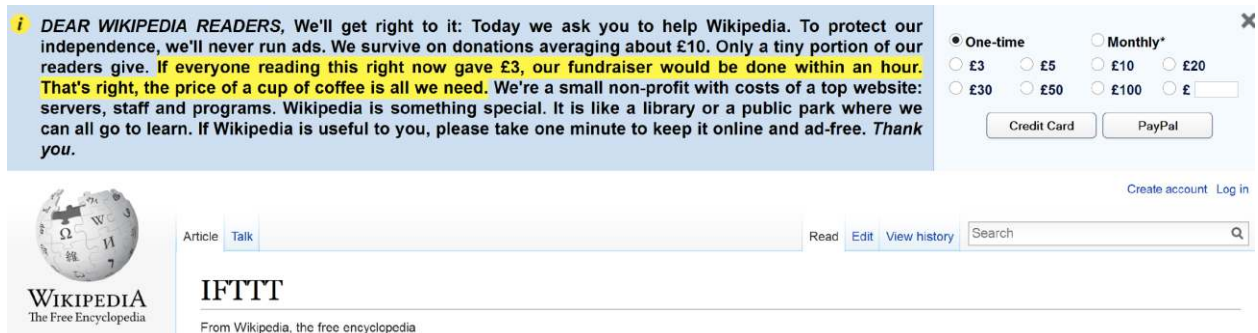 DEAR WIKIPEDIA READERS, We'll get right to it: Today we ask you to help Wikipedia. To protect our
independence, we'll never run ads. We survive on donations averaging about £10. Only a tiny portion of our
readers give. If everyone reading this right now gave £3, our fundraiser would be done within an hour.
That's right, the price of a cup of coffee is all we need. We're a small non-profit with costs of a top website:
servers, staff and programs. Wikipedia is something special. It is like a library or a public park where we
can all go to learn. If Wikipedia is useful to you, please take one minute to keep it online and ad-free. Thank
you.
One-time Monthly*
£3 £5 £10 £20
£30 £50 £100 £
Credit Card PayPal
Create account Log in
Article Talk Read Edit View history Search
WIKIPEDIA
The Free Encyclopedia
IFTTT
From Wikipedia, the free encyclopedia